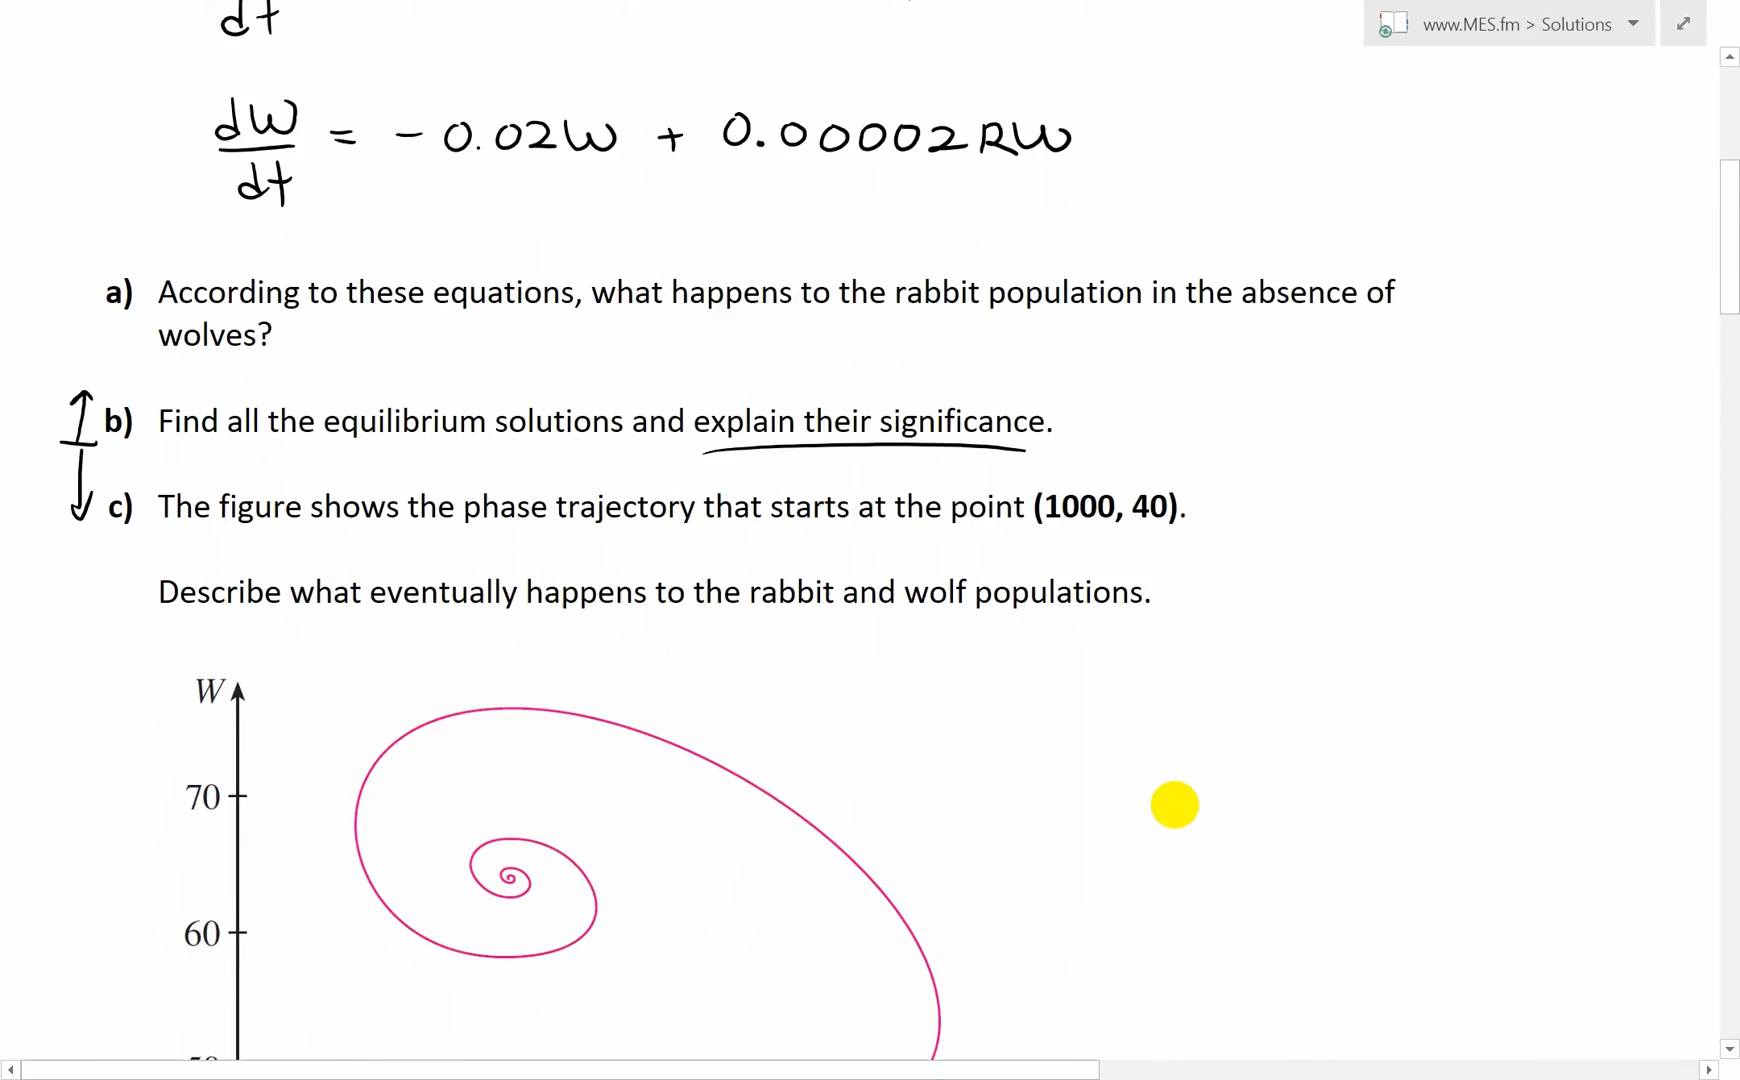 dt
www.MES.fm > Solutions
dW/dt = - 0.02W + 0.00002RW
a) According to these equations, what happens to the rabbit population in the absence of
wolves?
b) Find all the equilibrium solutions and explain their significance.
c) The figure shows the phase trajectory that starts at the point (1000, 40).
Describe what eventually happens to the rabbit and wolf populations.
W
70
60